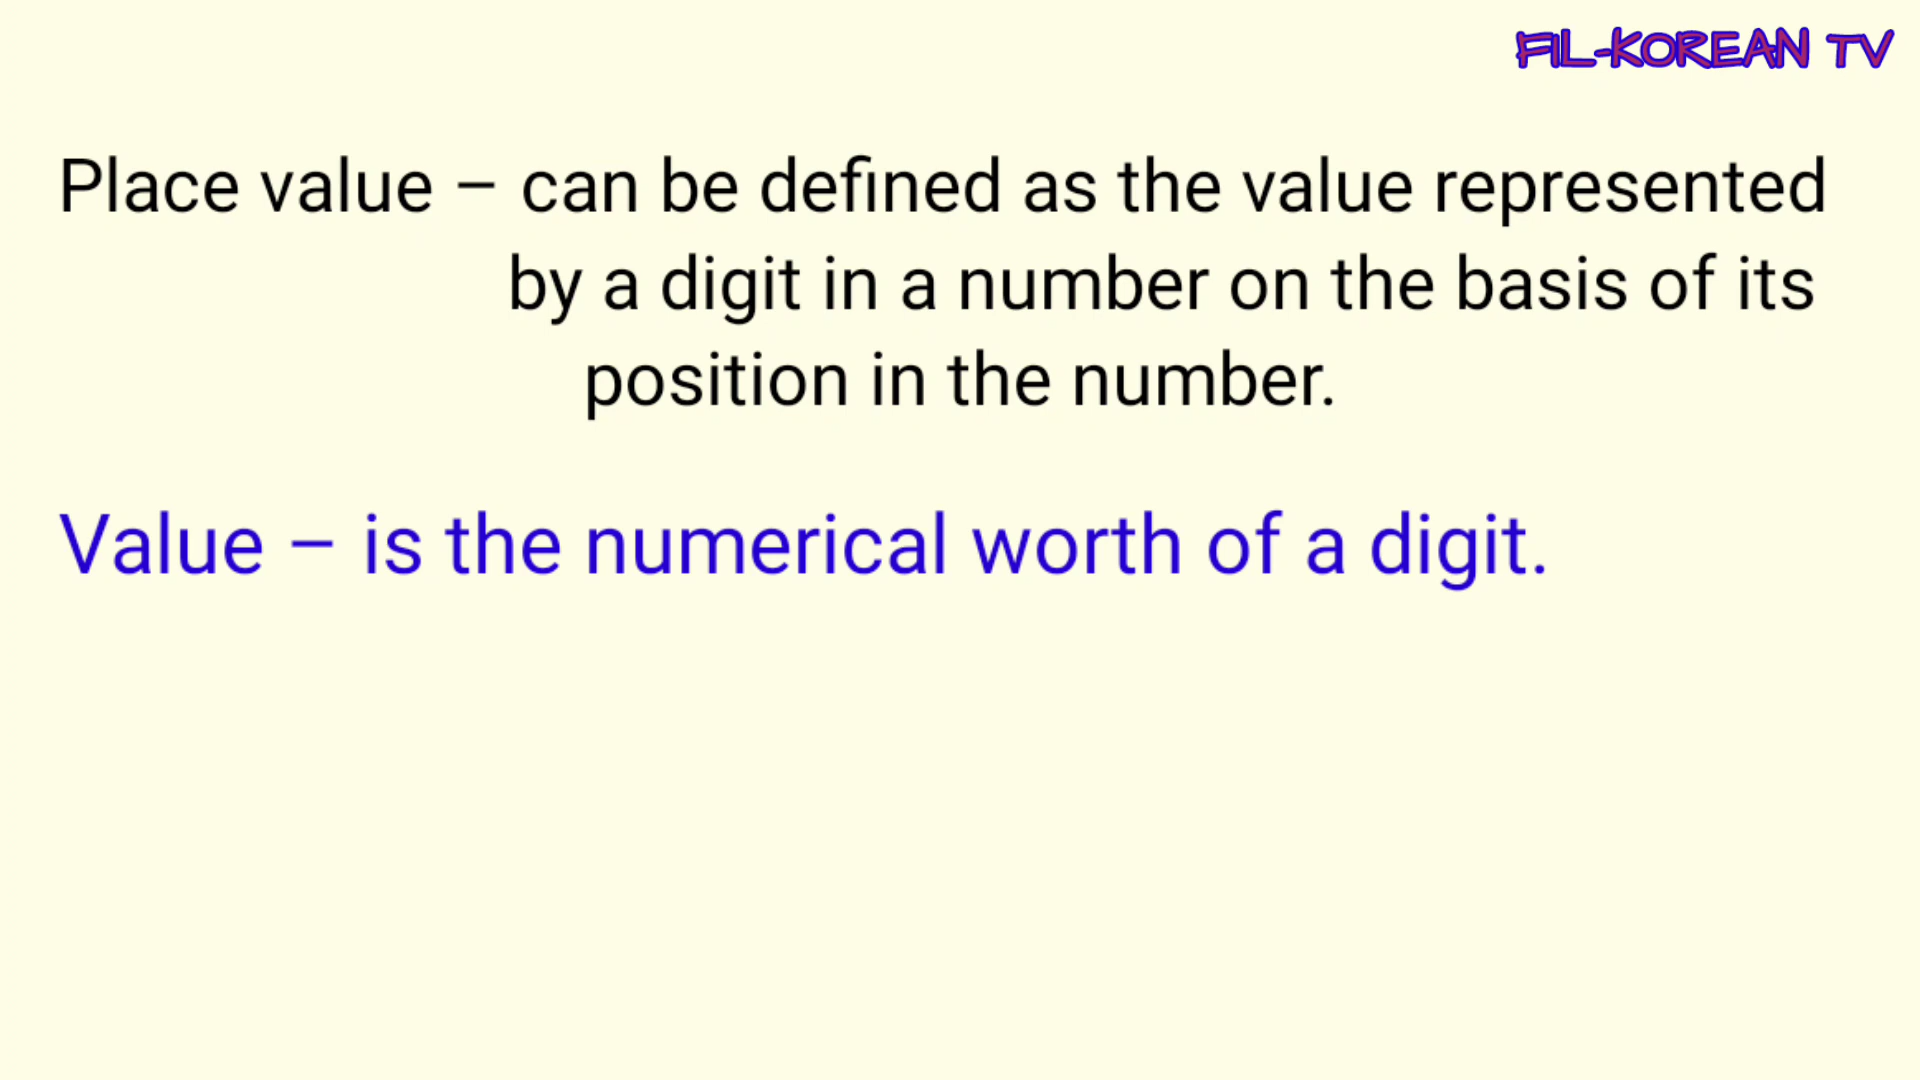 FIL-KOREAN TV
Place value – can be defined as the value represented
by a digit in a number on the basis of its
position in the number.
Value – is the numerical worth of a digit.